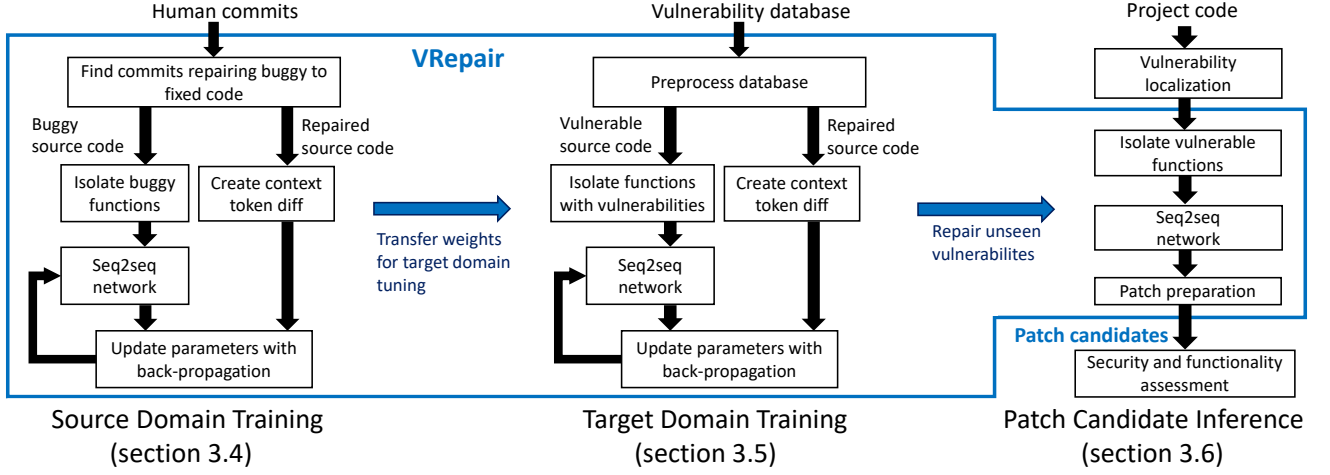 Human commits
Vulnerability database
Project code
VRepair
Find commits repairing buggy to
fixed code
Buggy
source code
Repaired
source code
Isolate buggy
functions
Create context
token diff
Seq2seq
network
Update parameters with
back-propagation
Source Domain Training
(section 3.4)
Transfer weights
for target domain
tuning
Preprocess database
Vulnerable
source code
Repaired
source code
Isolate functions
with vulnerabilities
Create context
token diff
Seq2seq
network
Update parameters with
back-propagation
Target Domain Training
(section 3.5)
Repair unseen
vulnerabilites
Vulnerability
localization
Isolate vulnerable
functions
Seq2seq
network
Patch preparation
Patch candidates
Security and functionality
assessment
Patch Candidate Inference
(section 3.6)